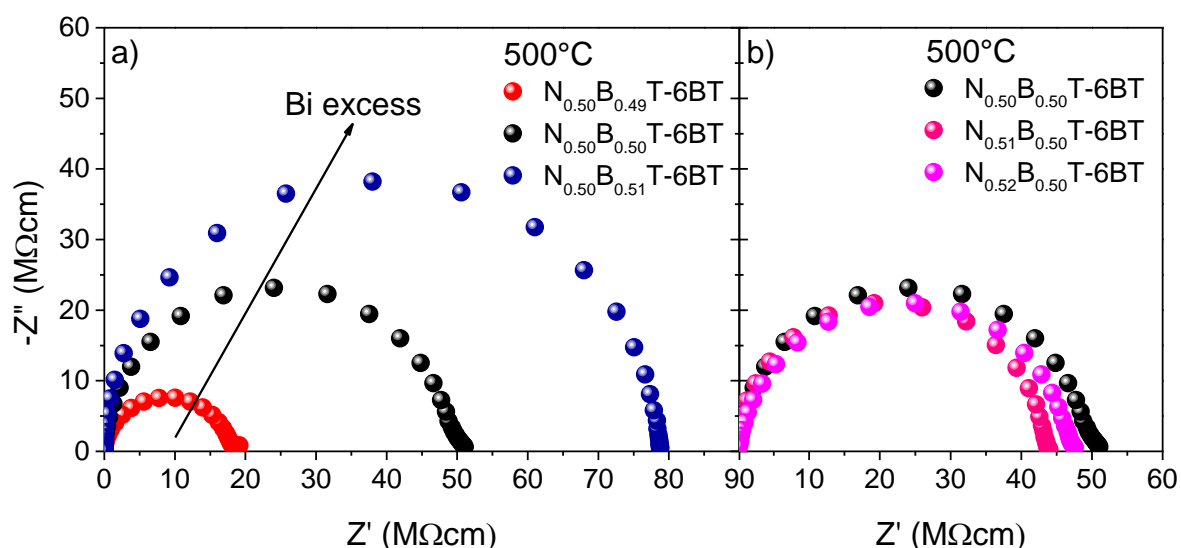 a)
500°C
N₀.₅₀B₀.₄₉T-6BT
N₀.₅₀B₀.₅₀T-6BT
N₀.₅₀B₀.₅₁T-6BT
Bi excess
60
50
40
30
20
10
0
-Z'' (MΩcm)
0 10 20 30 40 50 60 70 80 90
Z' (MΩcm)
b)
500°C
N₀.₅₀B₀.₅₀T-6BT
N₀.₅₁B₀.₅₀T-6BT
N₀.₅₂B₀.₅₀T-6BT
0 10 20 30 40 50 60
Z' (MΩcm)